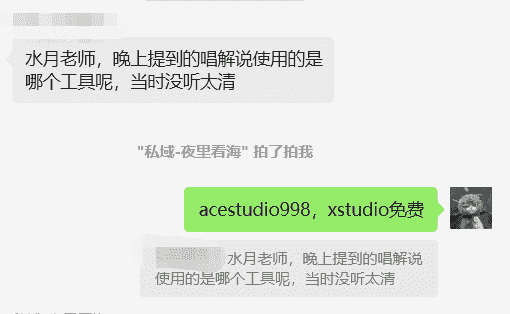 水月老师，晚上提到的唱解说使用的是
哪个工具呢，当时没听太清
"私域-夜里看海" 拍了拍我
acestudio998，xstudio免费
水月老师，晚上提到的唱解说
使用的是哪个工具呢，当时没听太清